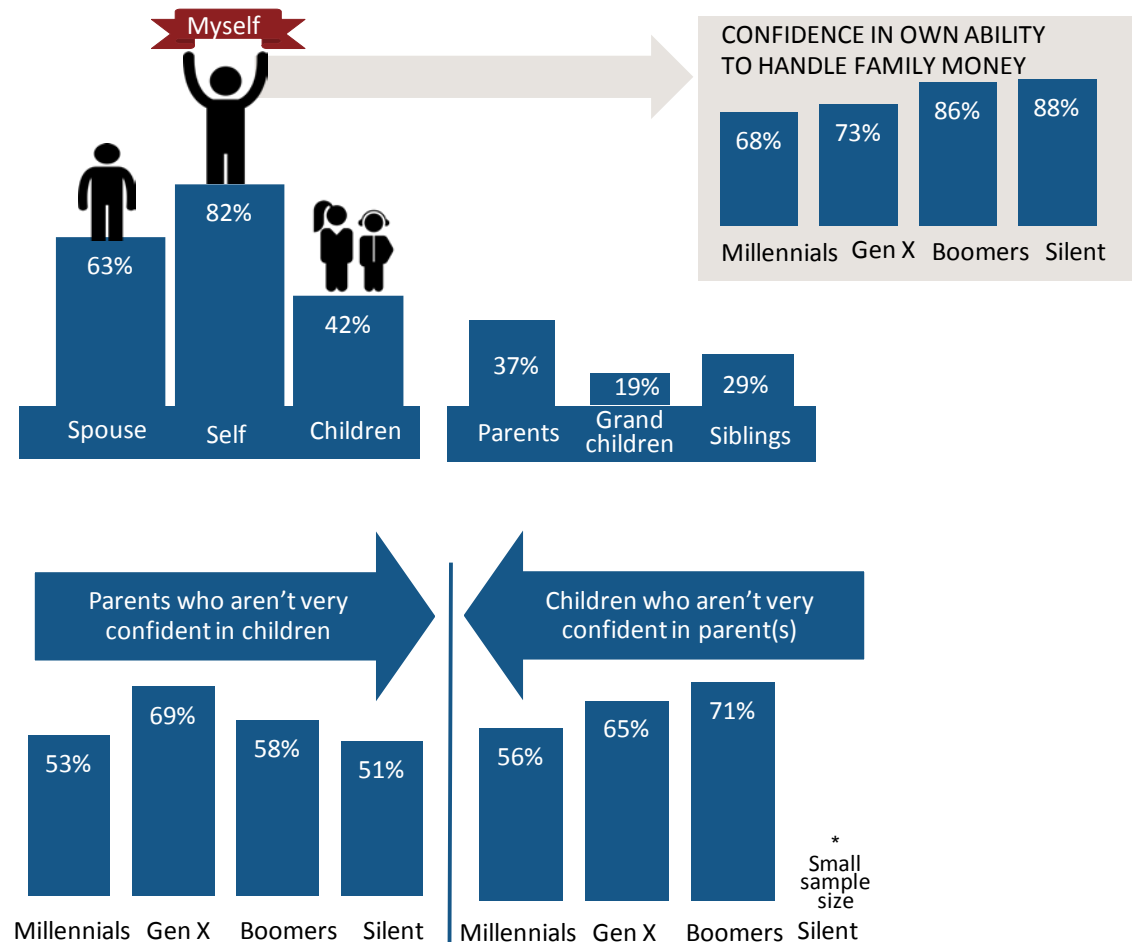 Myself
CONFIDENCE IN OWN ABILITY
TO HANDLE FAMILY MONEY
68%
73%
86%
88%
Millennials
Gen X
Boomers
Silent
63%
82%
42%
37%
19%
29%
Spouse
Self
Children
Parents
Grand
children
Siblings
Parents who aren’t very
confident in children
53%
69%
58%
51%
Millennials
Gen X
Boomers
Silent
Children who aren’t very
confident in parent(s)
56%
65%
71%
*
Small
sample
size
Millennials
Gen X
Boomers
Silent